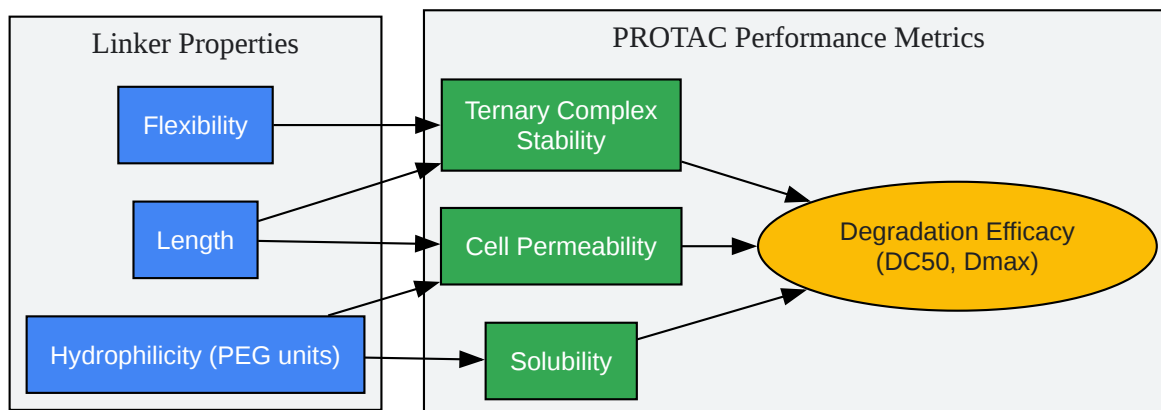 Linker Properties
Flexibility
Length
Hydrophilicity (PEG units)
PROTAC Performance Metrics
Ternary Complex
Stability
Cell Permeability
Solubility
Degradation Efficacy
(DC50, Dmax)